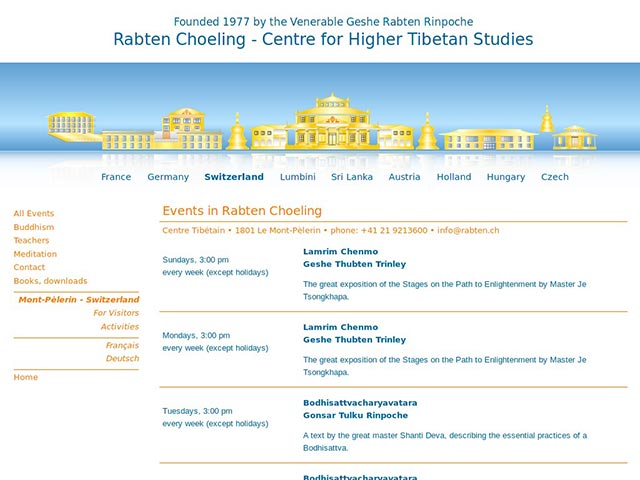 Founded 1977 by the Venerable Geshe Rabten Rinpoche
Rabten Choeling - Centre for Higher Tibetan Studies
France Germany Switzerland Lumbini Sri Lanka Austria Holland Hungary Czech
All Events
Buddhism
Teachers
Meditation
Contact
Books, downloads
Mont-Pèlerin - Switzerland
For Visitors
Activities
Français
Deutsch
Home
Events in Rabten Choeling
Centre Tibétain • 1801 Le Mont-Pèlerin • phone: +41 21 9213600 • info@rabten.ch
Sundays, 3:00 pm
every week (except holidays)
Lamrim Chenmo
Geshe Thubten Trinley
The great exposition of the Stages on the Path to Enlightenment by Master Je
Tsongkhapa.
Mondays, 3:00 pm
every week (except holidays)
Lamrim Chenmo
Geshe Thubten Trinley
The great exposition of the Stages on the Path to Enlightenment by Master Je
Tsongkhapa.
Tuesdays, 3:00 pm
every week (except holidays)
Bodhisattvacharyavatara
Gonsar Tulku Rinpoche
A text by the great master Shanti Deva, describing the essential practices of a
Bodhisattva.
Bodhisattvacharyavatara